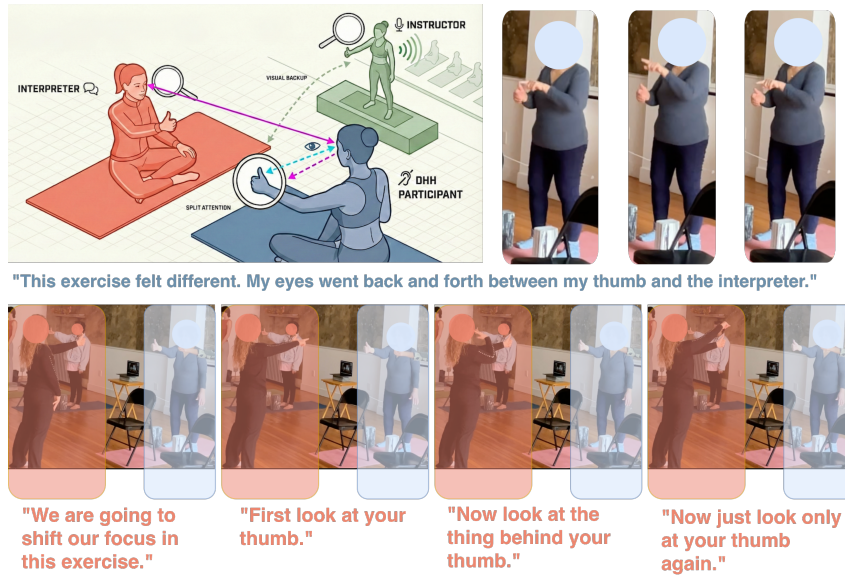 INSTRUCTOR
INTERPRETER
VISUAL BACKUP
DHH
PARTICIPANT
SPLIT ATTENTION
"This exercise felt different. My eyes went back and forth between my thumb and the interpreter."
"We are going to
shift our focus in
this exercise."
"First look at your
thumb."
"Now look at the
thing behind your
thumb."
"Now just look only
at your thumb
again."